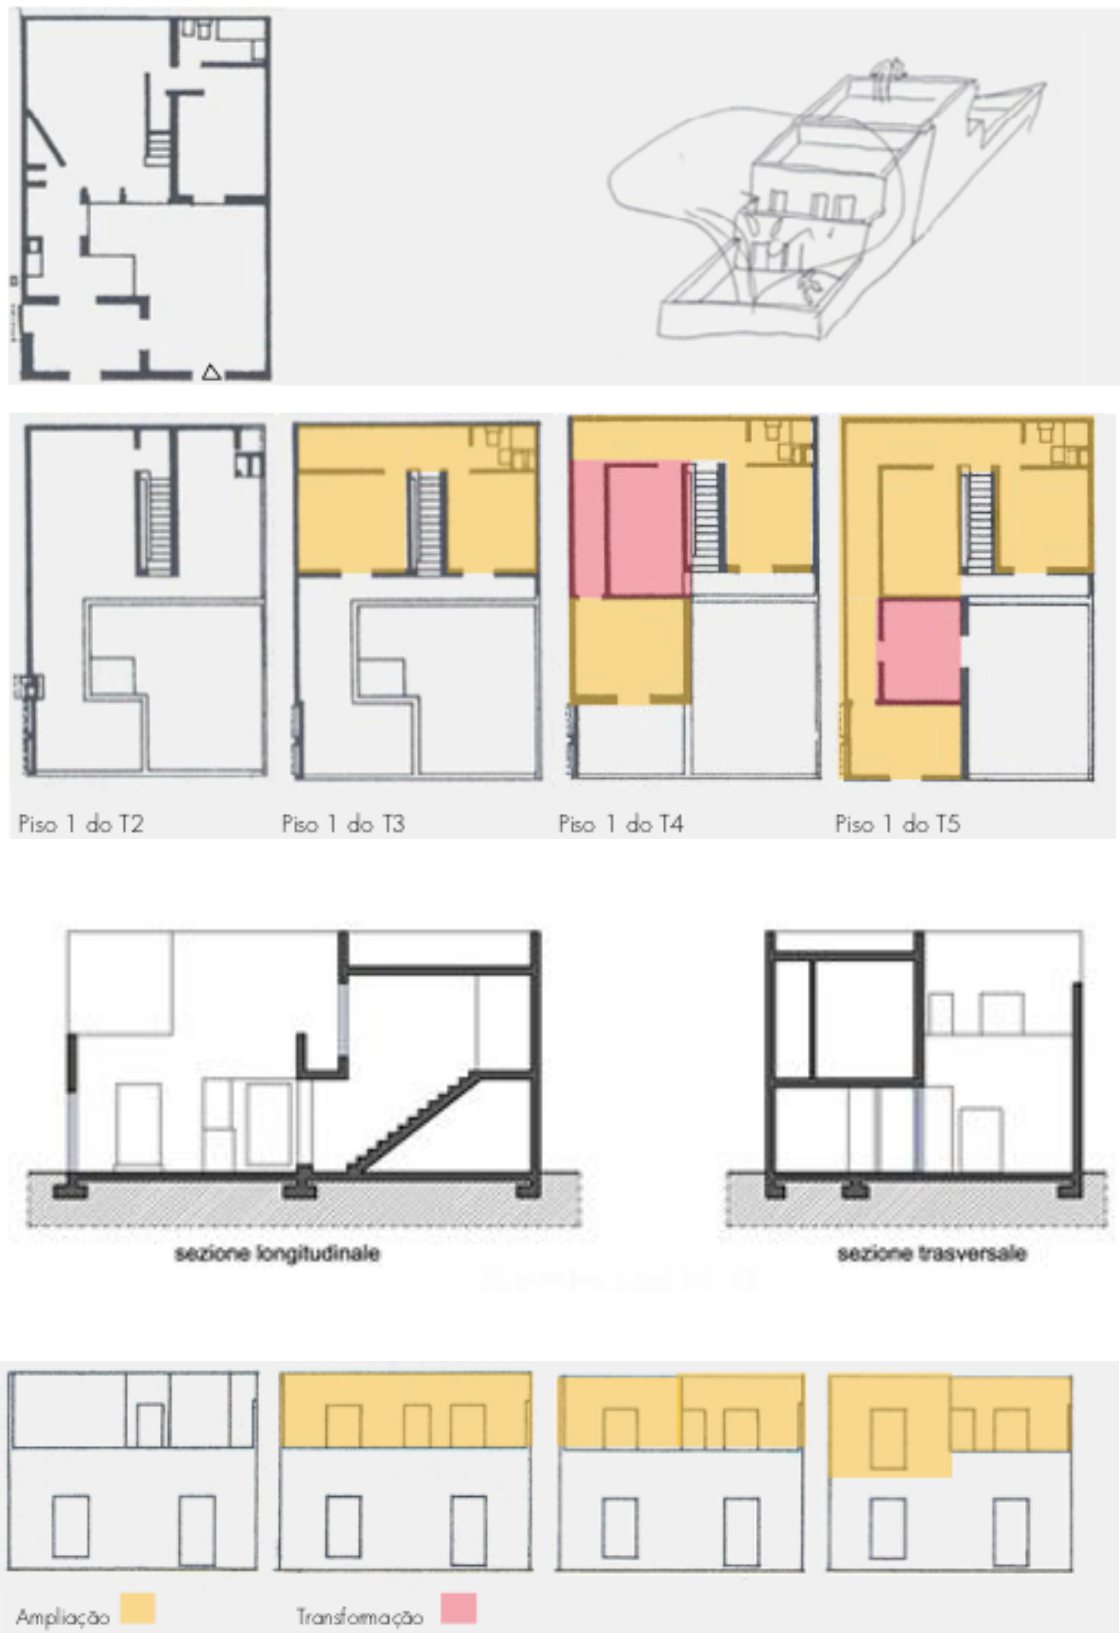 Piso 1 do T2
Piso 1 do T3
Piso 1 do T4
Piso 1 do T5
sezione longitudinale
sezione trasversale
Ampliação
Transformação